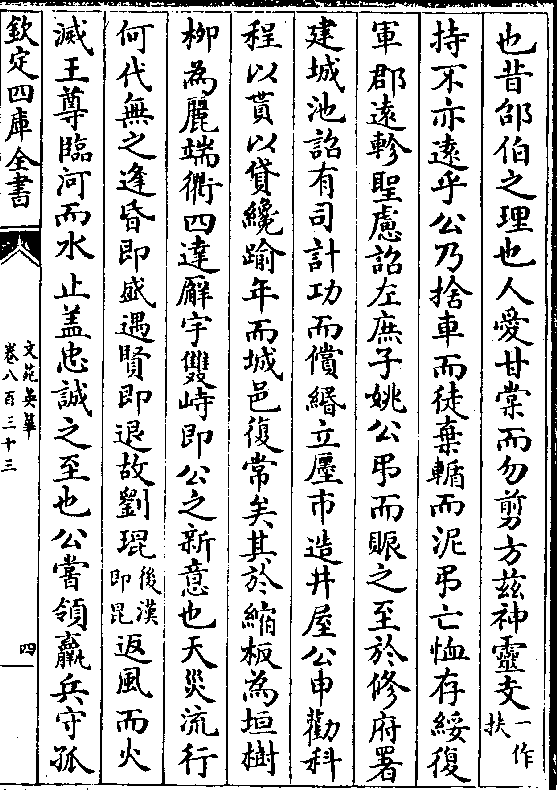 也昔邵伯之理也人愛甘棠而勿剪方茲神靈支一作扶
持不亦遠乎公乃捨車而徒棄輴而泥弔亡恤存綏復
軍郡遠軫聖慮詔左庶子姚公弔而賑之至於修府署
建城池詔有司計功而償緡立廛市造井屋公申勸科
程以貰以貸纔踰年而城邑復常矣其於縮板為垣樹
柳為麗端衢四達廨宇雙峙即公之新意也天災流行
何代無之逢昏即盛遇賢即退故劉琨後漢即昆返風而火
滅王尊臨河而水止盖忠誠之至也公嘗領羸兵守孤
欽定四庫全書
文苑英華
卷八百三十三
四